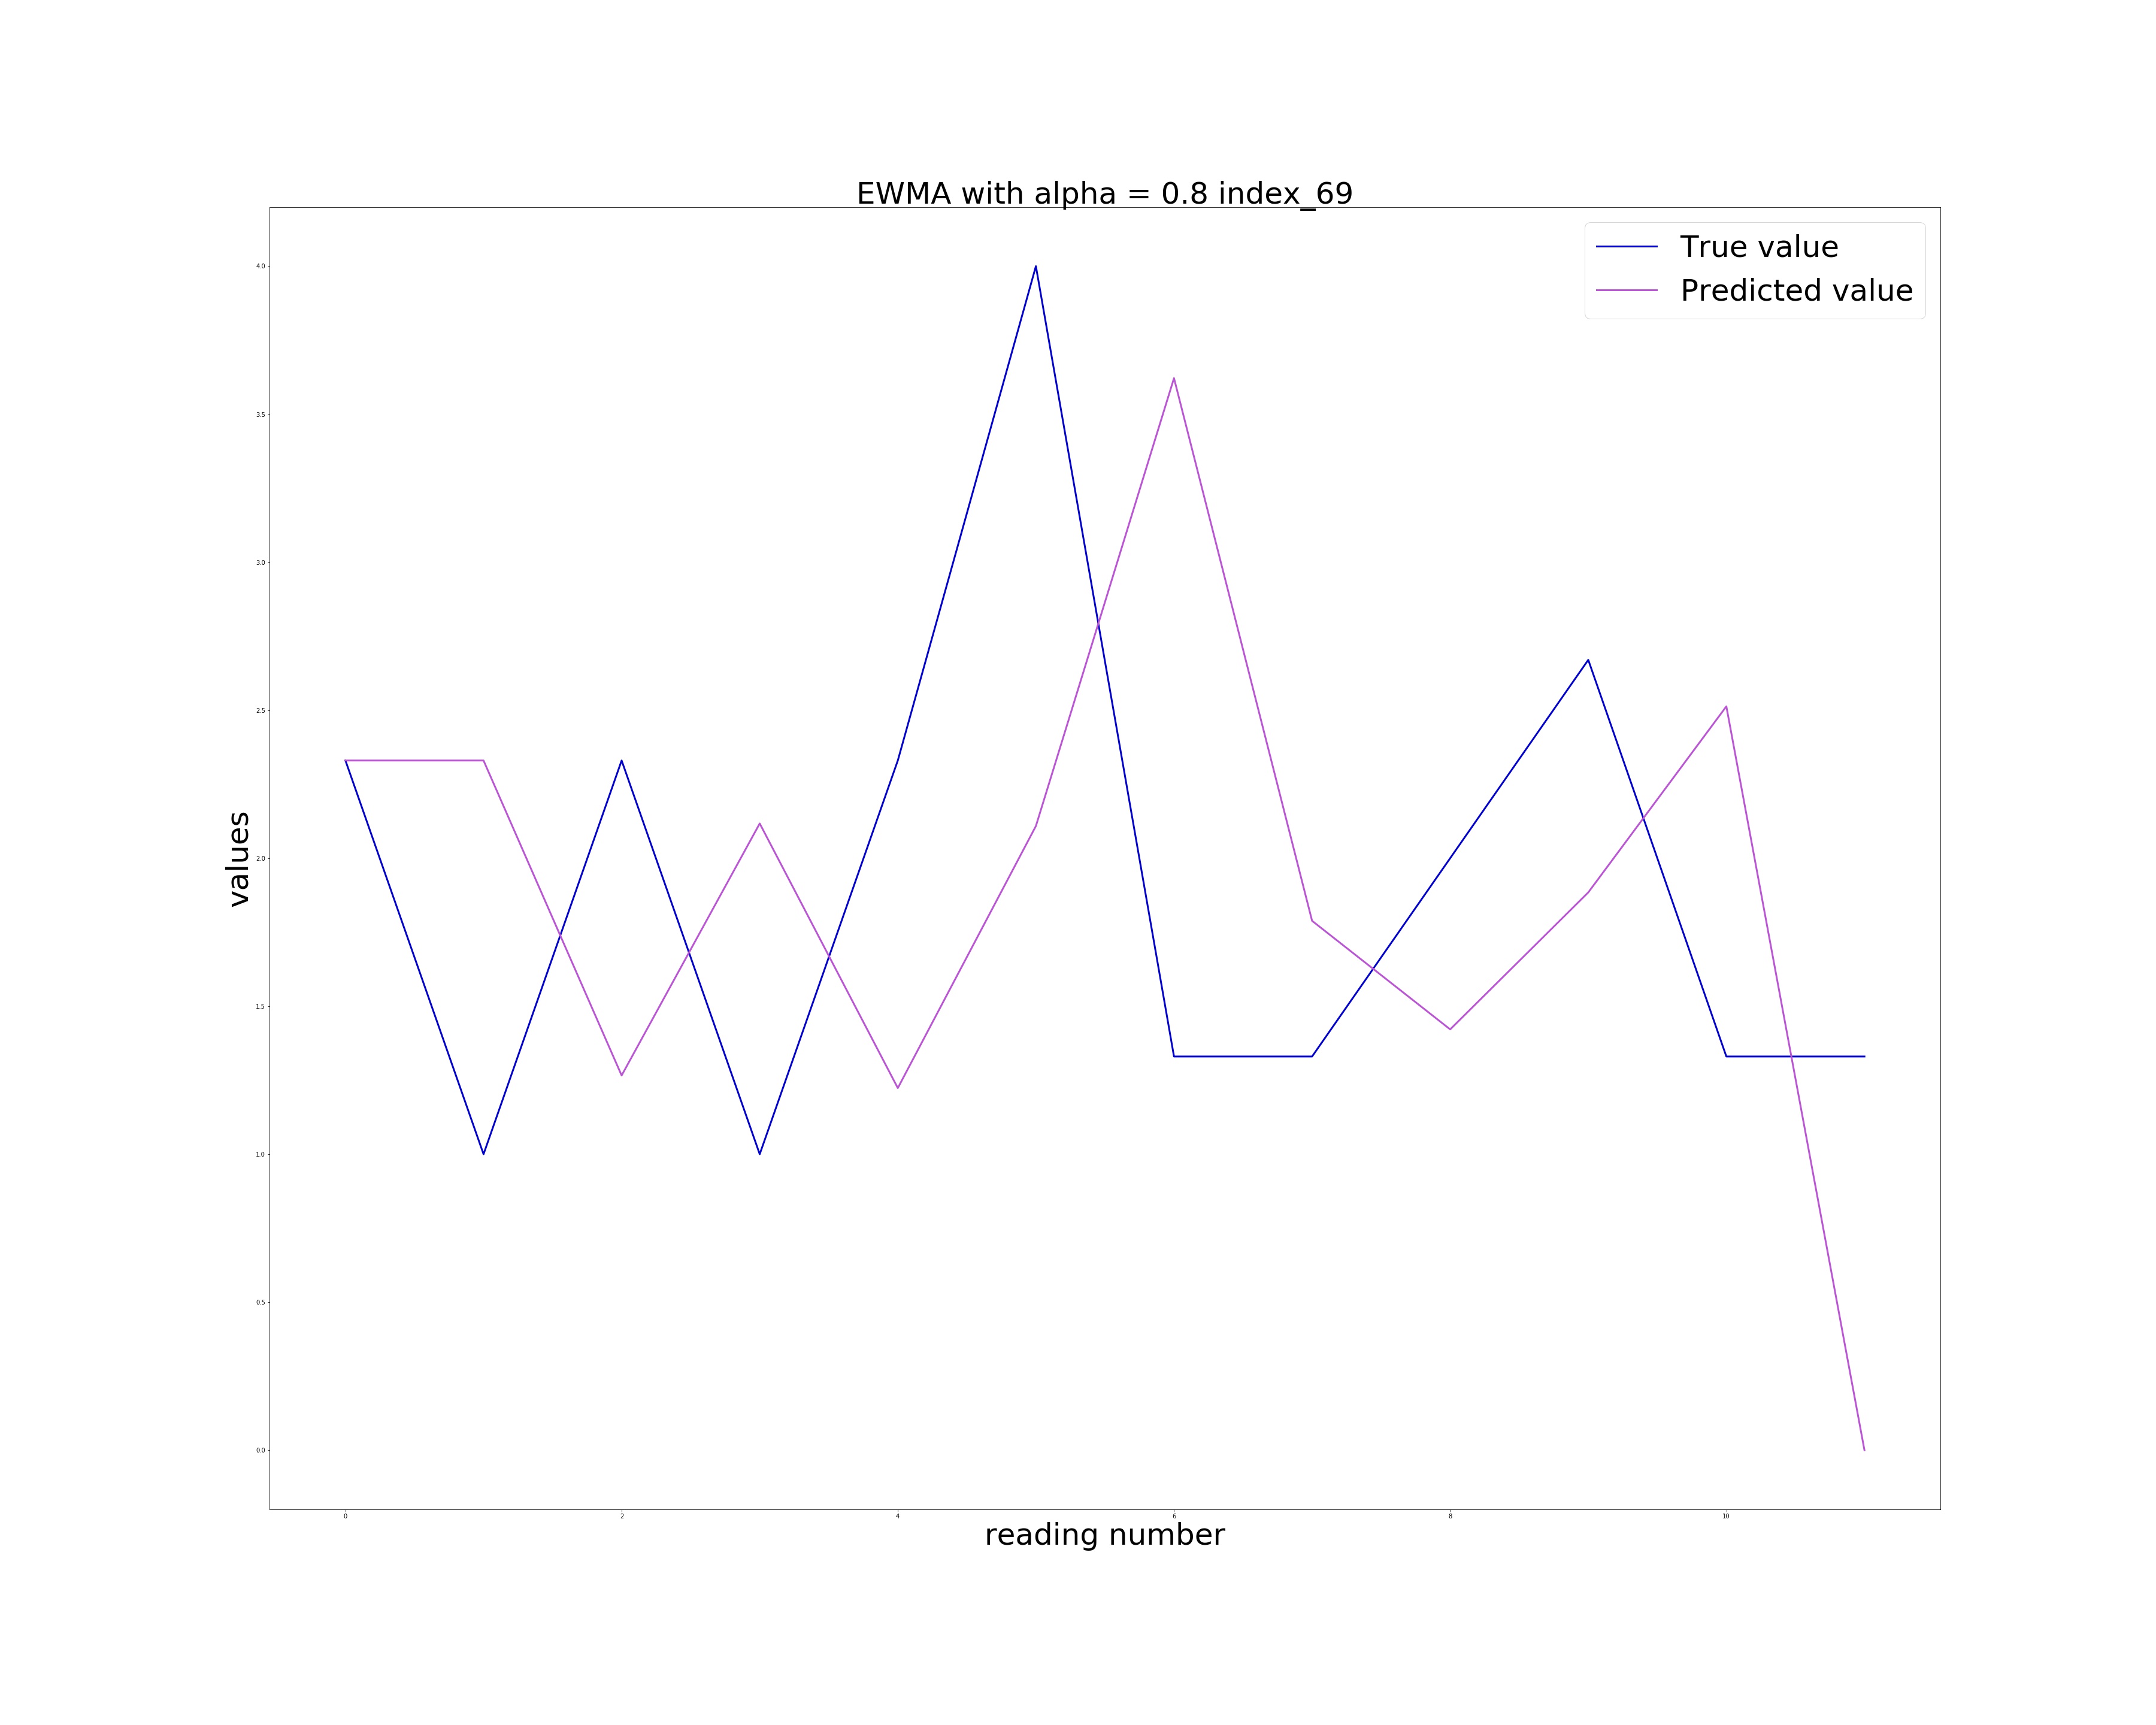 EWMA with alpha = 0.8 index_69
True value
Predicted value
4.0
3.5
3.0
2.5
2.0
1.5
1.0
0.5
0.0
values
0 2 4 6 8 10
reading number